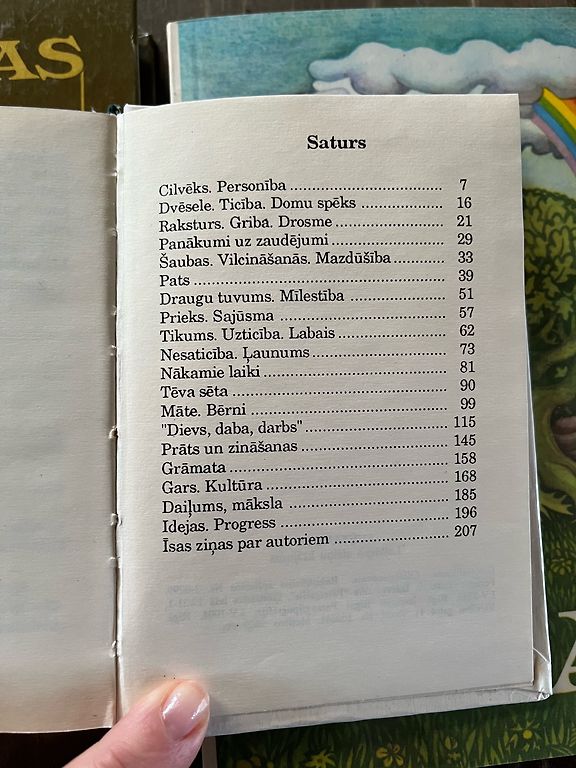 AS
Saturs
Cilvēks. Personība ........ 7
Dvēsele. Ticība. Domu spēks ........ 16
Raksturs. Griba. Drosme ........ 21
Panākumi uz zaudējumi ........ 29
Šaubas. Vilcināšanās. Mazdūšība ........ 33
Pats ........ 39
Draugu tuvums. Mīlestība ........ 51
Prieks. Sajūsma ........ 57
Tikums. Uzticība. Labais ........ 62
Nesaticība. Ļaunums ........ 73
Nākamie laiki ........ 81
Tēva sēta ........ 90
Māte. Bērni ........ 99
"Dievs, daba, darbs" ........ 115
Prāts un zināšanas ........ 145
Grāmata ........ 158
Gars. Kultūra ........ 168
Daiļums, māksla ........ 185
Idejas. Progress ........ 196
Īsas ziņas par autoriem ........ 207